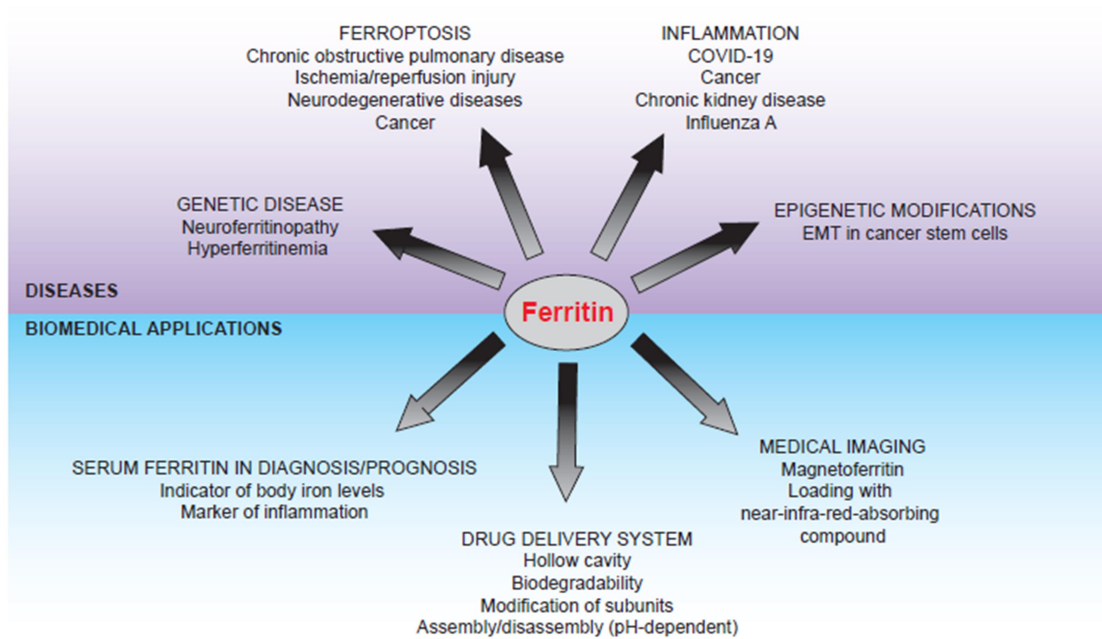 FERROPTOSIS
Chronic obstructive pulmonary disease
Ischemia/reperfusion injury
Neurodegenerative diseases
Cancer
INFLAMMATION
COVID-19
Cancer
Chronic kidney disease
Influenza A
GENETIC DISEASE
Neuroferritinopathy
Hyperferritinemia
EPIGENETIC MODIFICATIONS
EMT in cancer stem cells
DISEASES
Ferritin
BIOMEDICAL APPLICATIONS
SERUM FERRITIN IN DIAGNOSIS/PROGNOSIS
Indicator of body iron levels
Marker of inflammation
DRUG DELIVERY SYSTEM
Hollow cavity
Biodegradability
Modification of subunits
Assembly/disassembly (pH-dependent)
MEDICAL IMAGING
Magnetoferritin
Loading with
near-infra-red-absorbing
compound